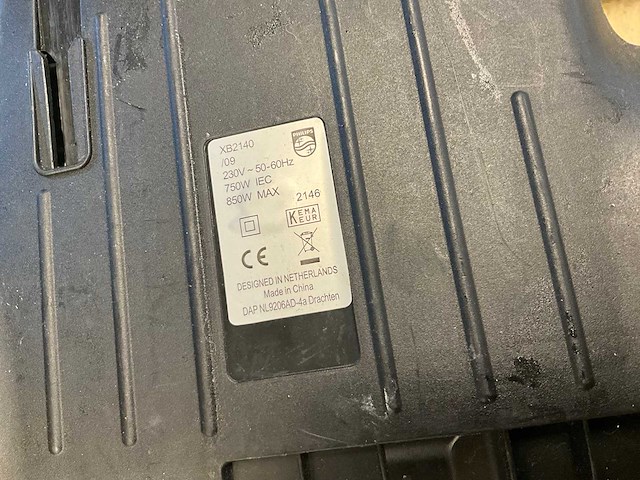 PHILIPS
XB2140
/09
230V ~ 50-60Hz
750W IEC
850W MAX 2146
KEMA
EUR
CE
DESIGNED IN NETHERLANDS
Made in China
DAP NL9206AD-4a Drachten